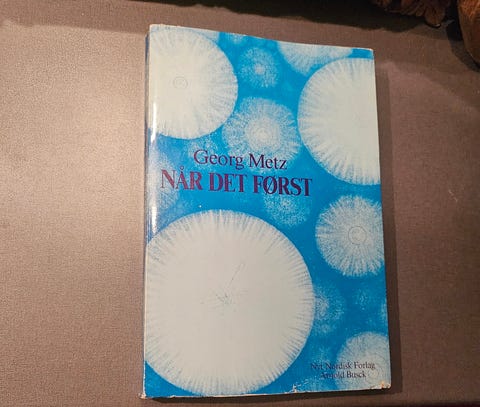 Georg Metz
NÅR DET FØRST
Nyt Nordisk Forlag
Arnold Busck